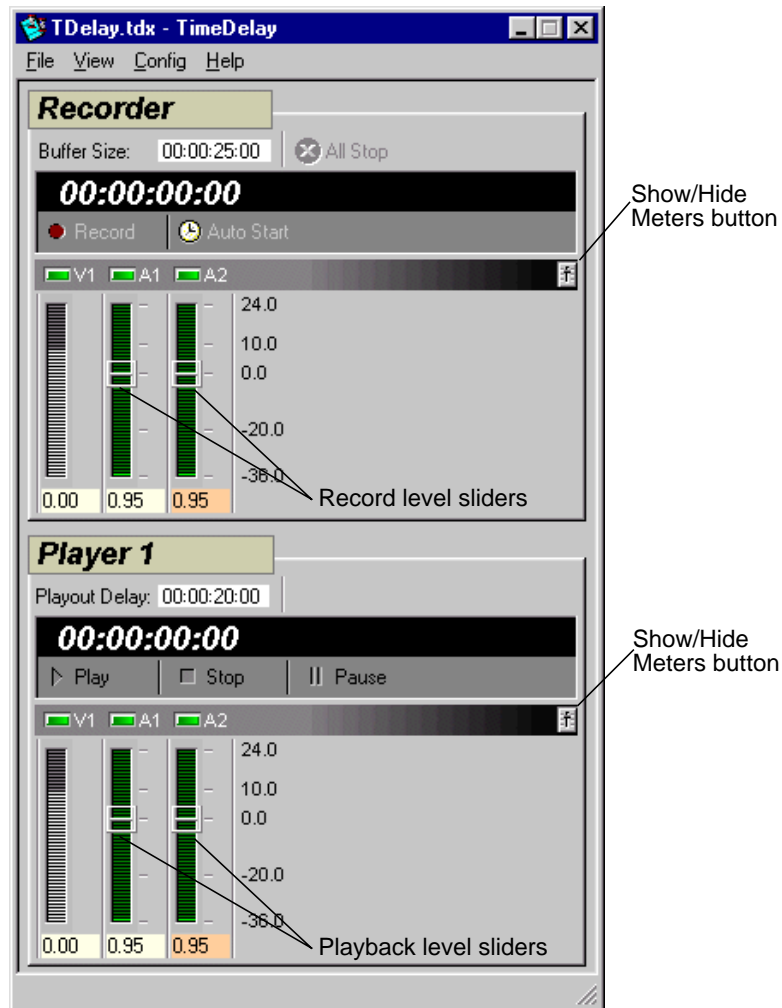 TDelay.tdx - TimeDelay
File View Config Help
Recorder
Buffer Size: 00:00:25:00 All Stop
00:00:00:00
Record Auto Start
Show/Hide
Meters button
V1 A1 A2
24.0
10.0
0.0
-20.0
-36.0
Record level sliders
0.00 0.95 0.95
Player 1
Playout Delay: 00:00:20:00
00:00:00:00
Play Stop Pause
Show/Hide
Meters button
V1 A1 A2
24.0
10.0
0.0
-20.0
-36.0
Playback level sliders
0.00 0.95 0.95